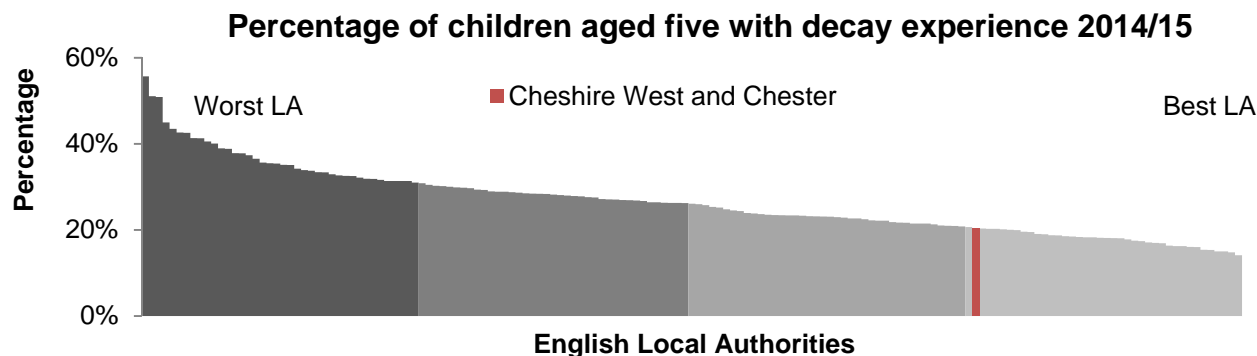 Percentage of children aged five with decay experience 2014/15
60%
40%
20%
0%
Percentage
Worst LA
Cheshire West and Chester
Best LA
English Local Authorities